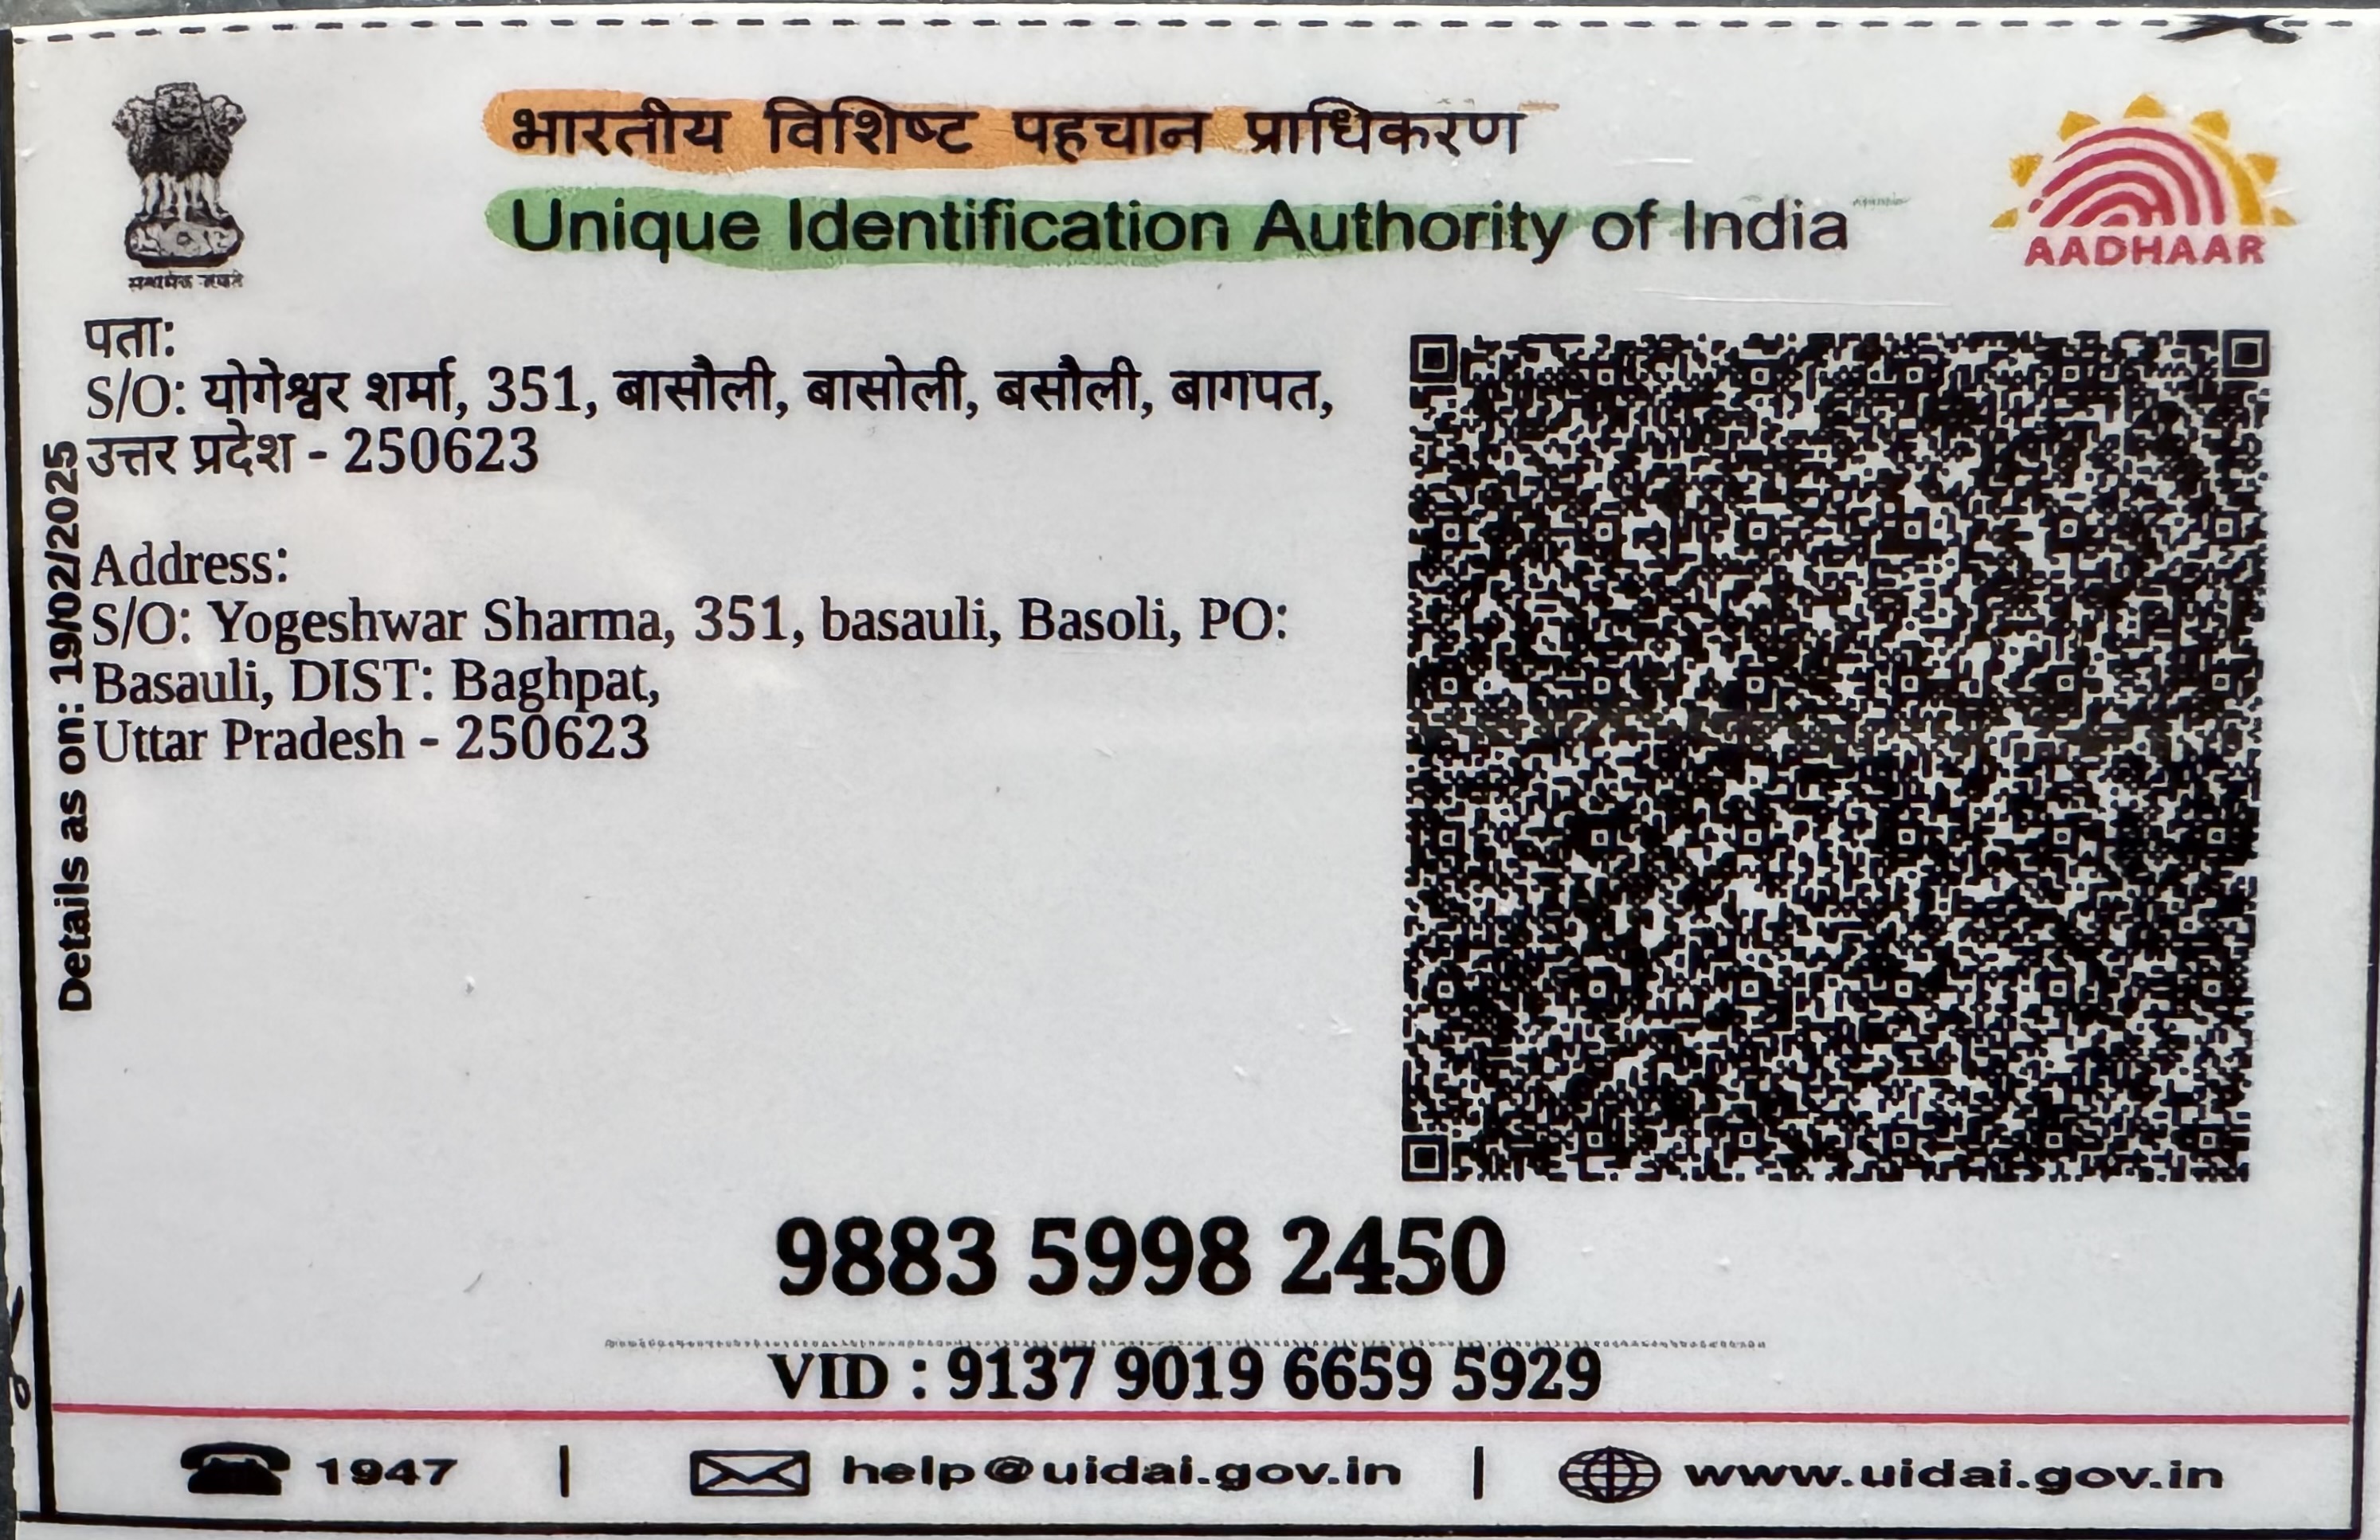 भारतीय विशिष्ट पहचान प्राधिकरण
Unique Identification Authority of India
AADHAAR
पता:
S/O: योगेश्वर शर्मा, 351, बासौली, बासोली, बसौली, बागपत,
उत्तर प्रदेश - 250623
Details as on: 19/02/2025
Address:
S/O: Yogeshwar Sharma, 351, basauli, Basoli, PO:
Basauli, DIST: Baghpat,
Uttar Pradesh - 250623
9883 5998 2450
VID : 9137 9019 6659 5929
1947 | help@uidai.gov.in | www.uidai.gov.in